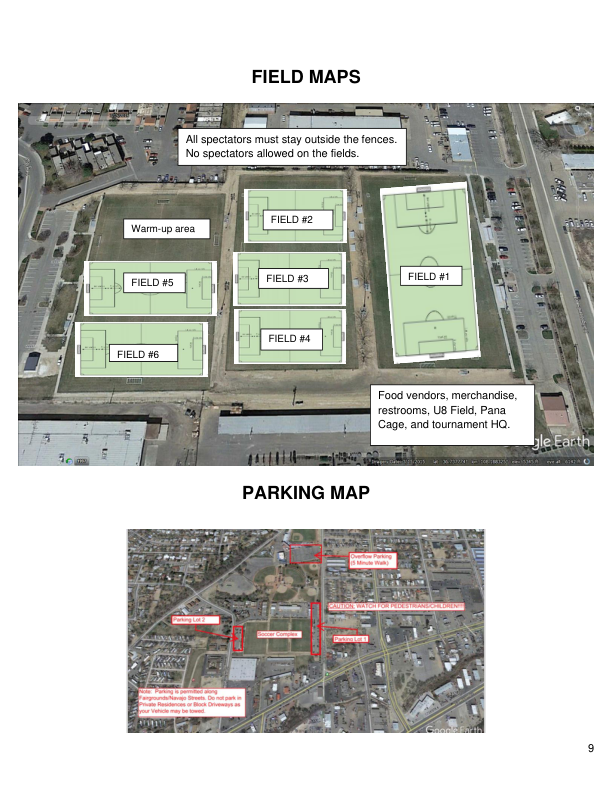 FIELD MAPS
All spectators must stay outside the fences.
No spectators allowed on the fields.
Warm-up area
FIELD #2
FIELD #1
FIELD #3
FIELD #5
FIELD #4
FIELD #6
Food vendors, merchandise,
restrooms, U8 Field, Pana
Cage, and tournament HQ.
gle Earth
PARKING MAP
Overflow Parking
(5 Minute Walk)
CAUTION: WATCH FOR PEDESTRIANS/CHILDREN!!!!
Parking Lot 2
Soccer Complex
Parking Lot 1
Note: Parking is permitted along
Fairgrounds/Navajo Streets. Do not park in
Private Residences or Block Driveways as
your Vehicle may be towed.
Google Earth
9